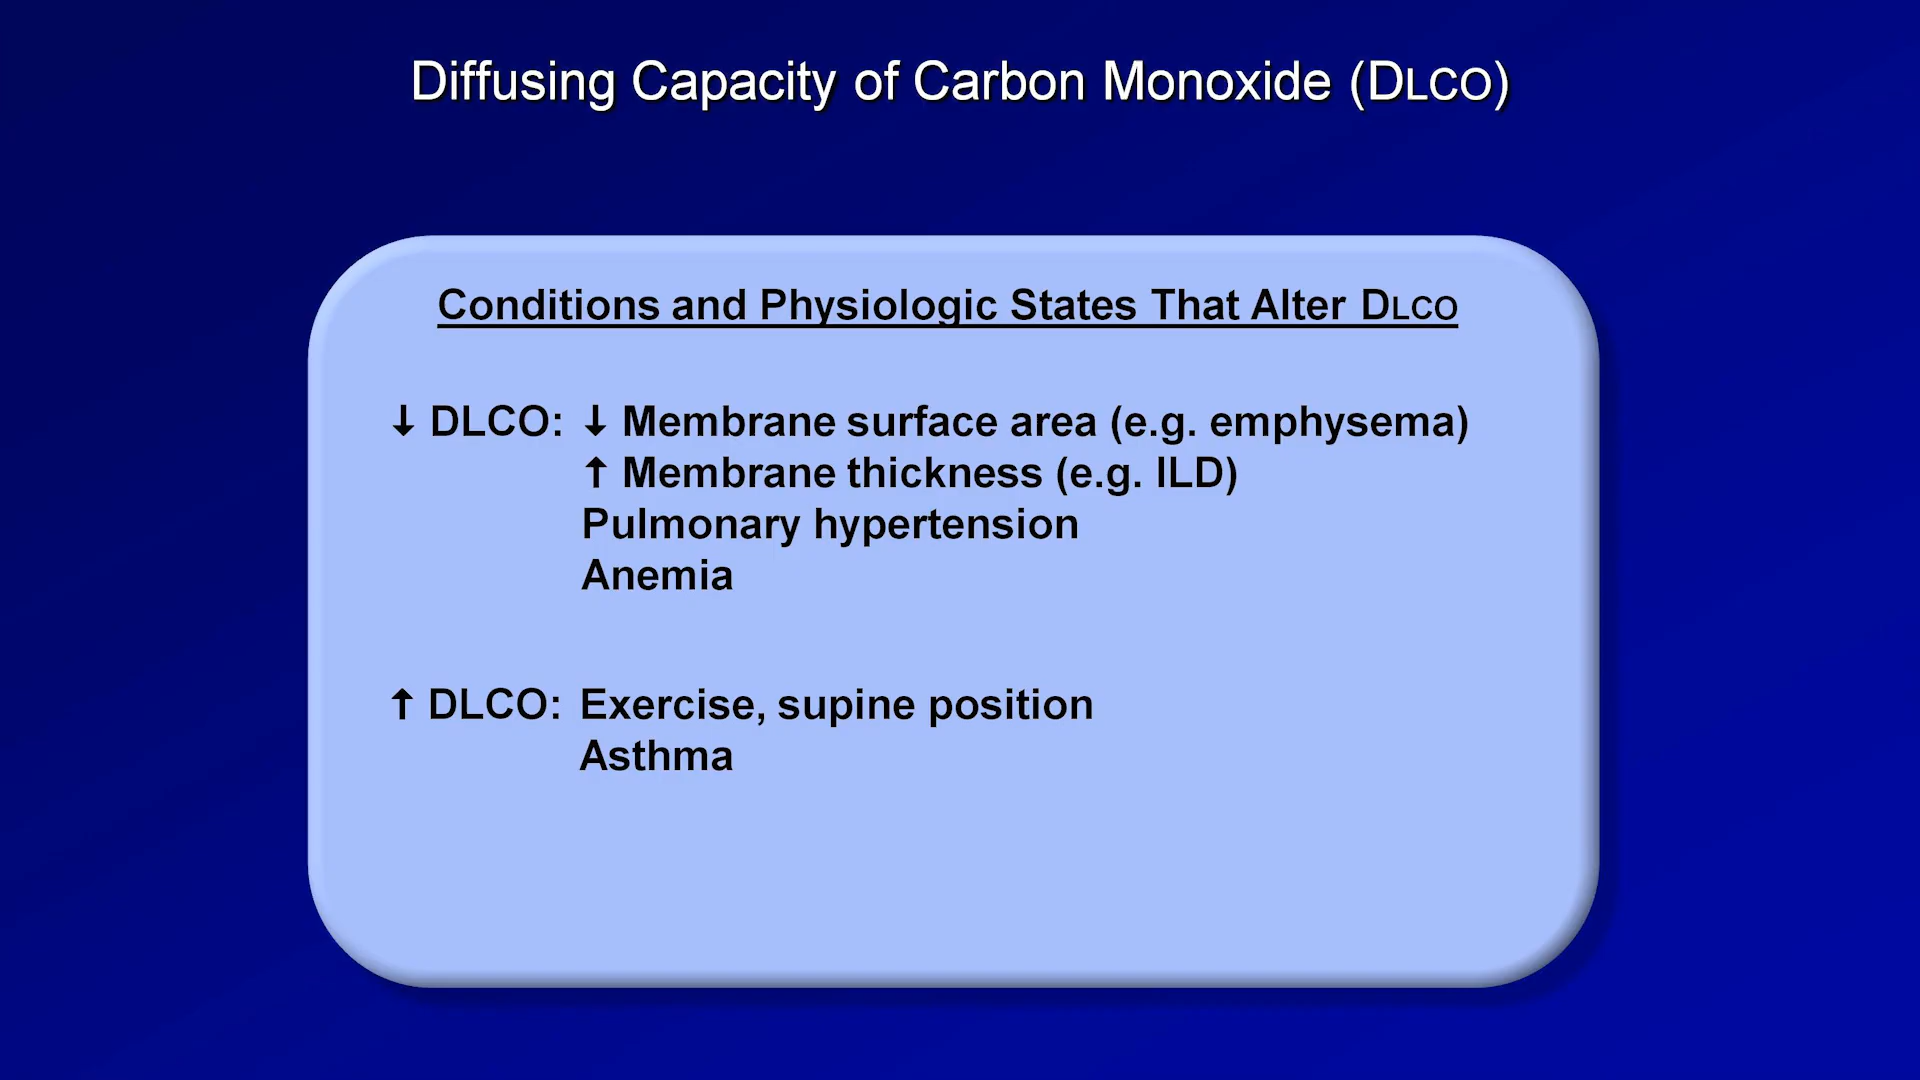 Diffusing Capacity of Carbon Monoxide (DLCO)
Conditions and Physiologic States That Alter DLCO
↓ DLCO: ↓ Membrane surface area (e.g. emphysema)
↑ Membrane thickness (e.g. ILD)
Pulmonary hypertension
Anemia
↑ DLCO: Exercise, supine position
Asthma